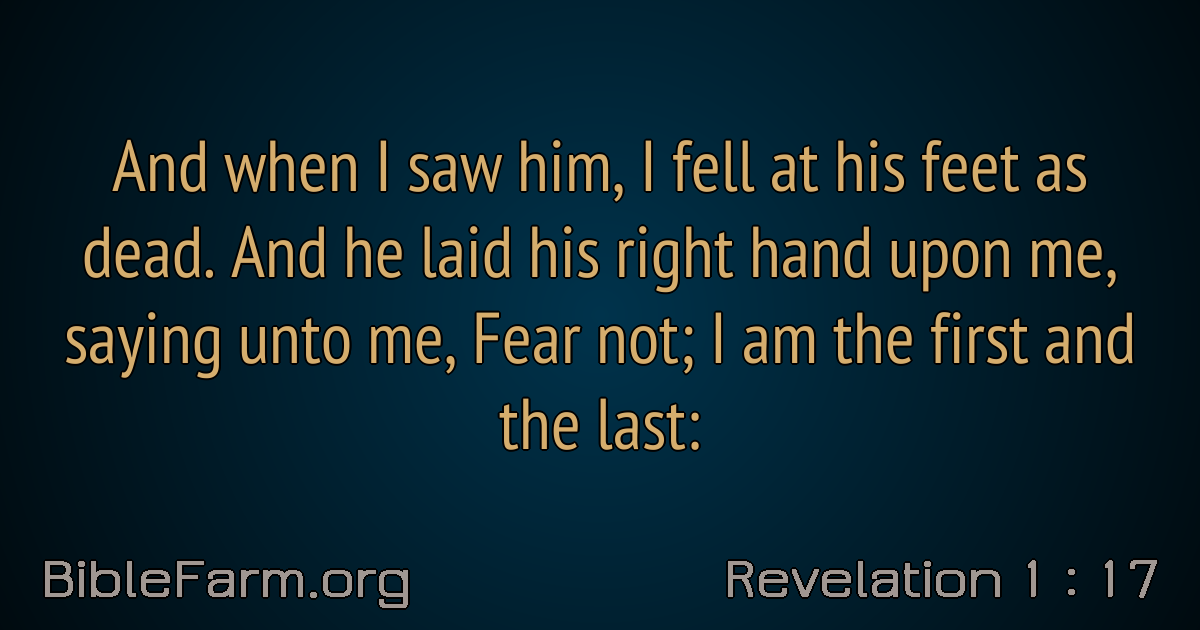 And when I saw him, I fell at his feet as
dead. And he laid his right hand upon me,
saying unto me, Fear not; I am the first and
the last:
BibleFarm.org
Revelation 1 : 17